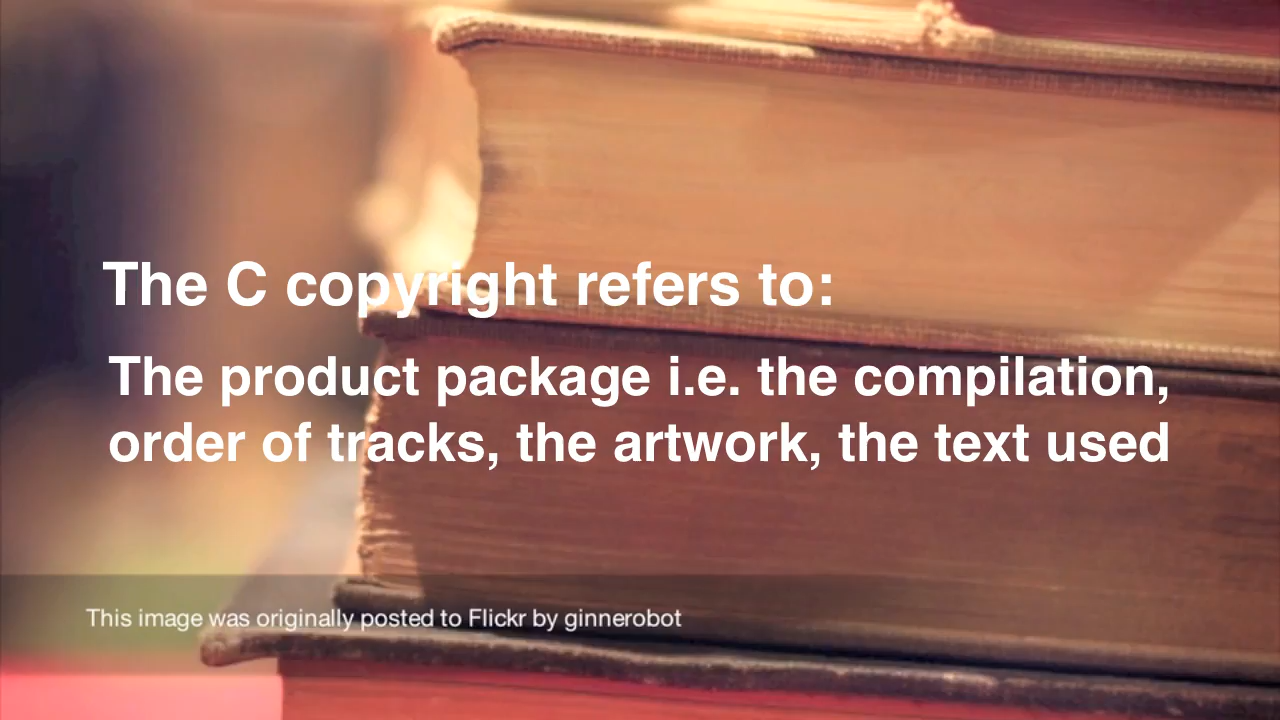 The C copyright refers to:
The product package i.e. the compilation,
order of tracks, the artwork, the text used
This image was originally posted to Flickr by ginnerobot